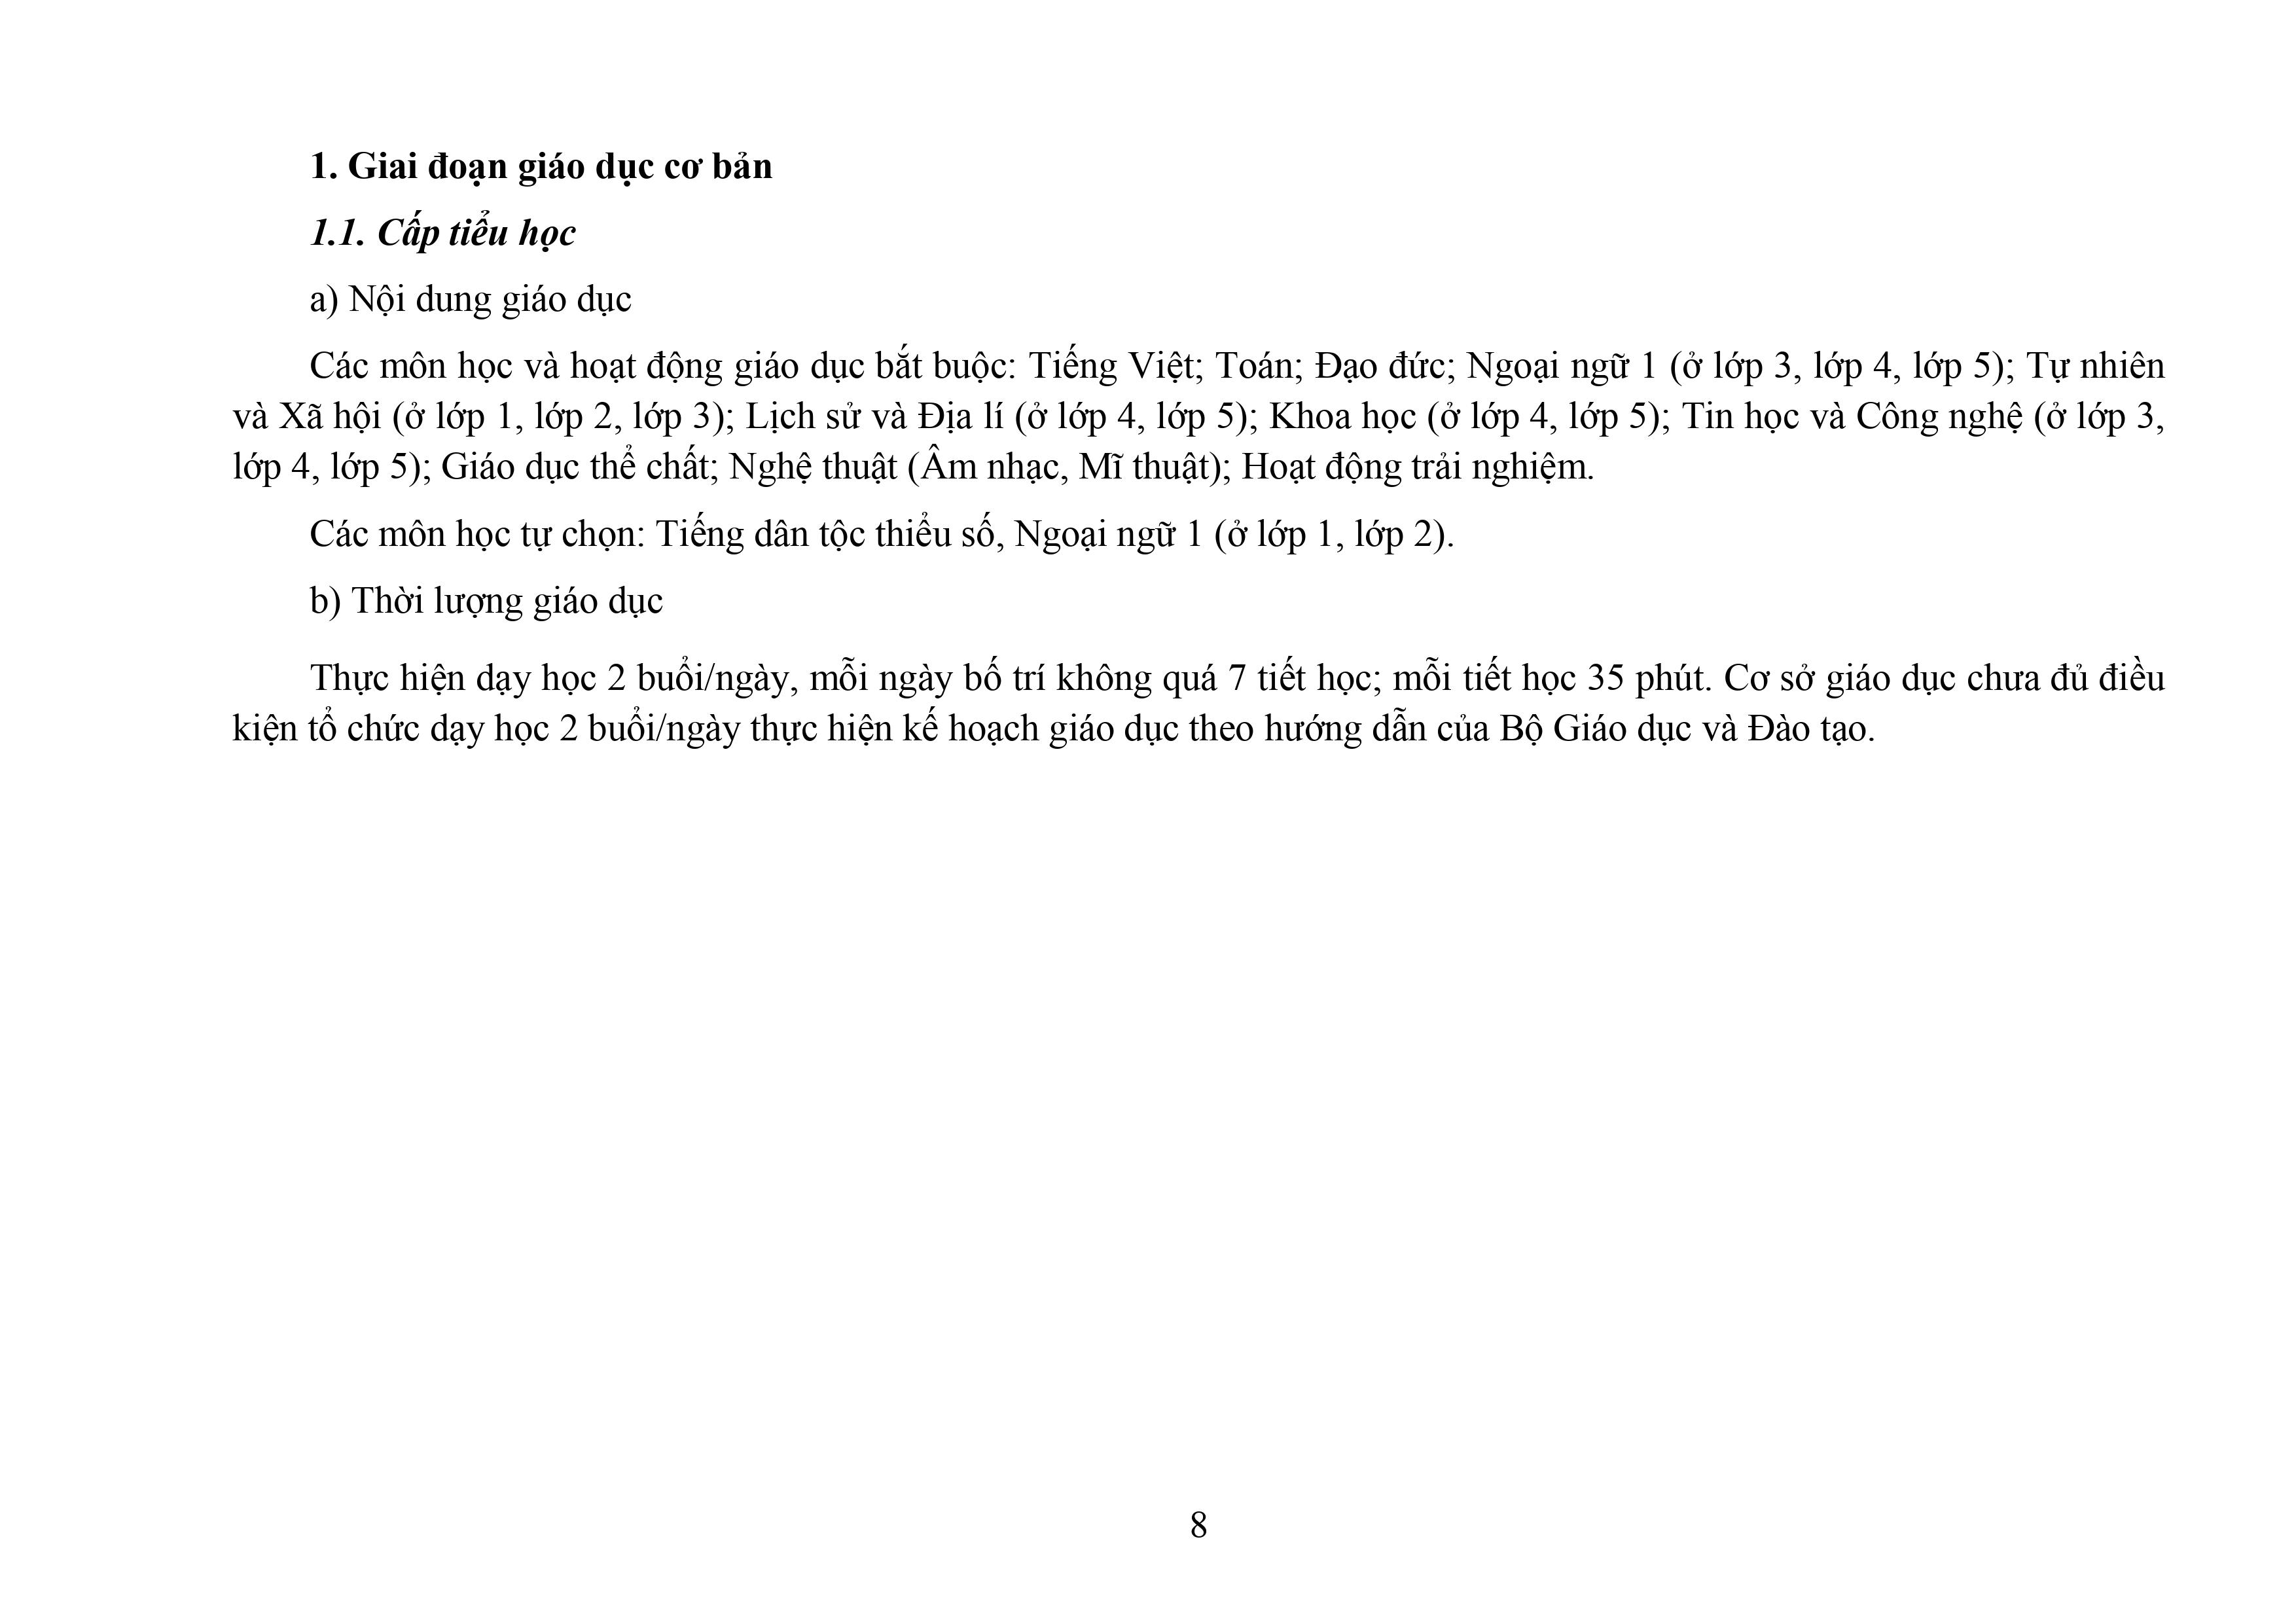 1. Giai đoạn giáo dục cơ bản
1.1. Cấp tiểu học
a) Nội dung giáo dục
Các môn học và hoạt động giáo dục bắt buộc: Tiếng Việt; Toán; Đạo đức; Ngoại ngữ 1 (ở lớp 3, lớp 4, lớp 5); Tự nhiên
và Xã hội (ở lớp 1, lớp 2, lớp 3); Lịch sử và Địa lí (ở lớp 4, lớp 5); Khoa học (ở lớp 4, lớp 5); Tin học và Công nghệ (ở lớp 3,
lớp 4, lớp 5); Giáo dục thể chất; Nghệ thuật (Âm nhạc, Mĩ thuật); Hoạt động trải nghiệm.
Các môn học tự chọn: Tiếng dân tộc thiểu số, Ngoại ngữ 1 (ở lớp 1, lớp 2).
b) Thời lượng giáo dục
Thực hiện dạy học 2 buổi/ngày, mỗi ngày bố trí không quá 7 tiết học; mỗi tiết học 35 phút. Cơ sở giáo dục chưa đủ điều
kiện tổ chức dạy học 2 buổi/ngày thực hiện kế hoạch giáo dục theo hướng dẫn của Bộ Giáo dục và Đào tạo.
8